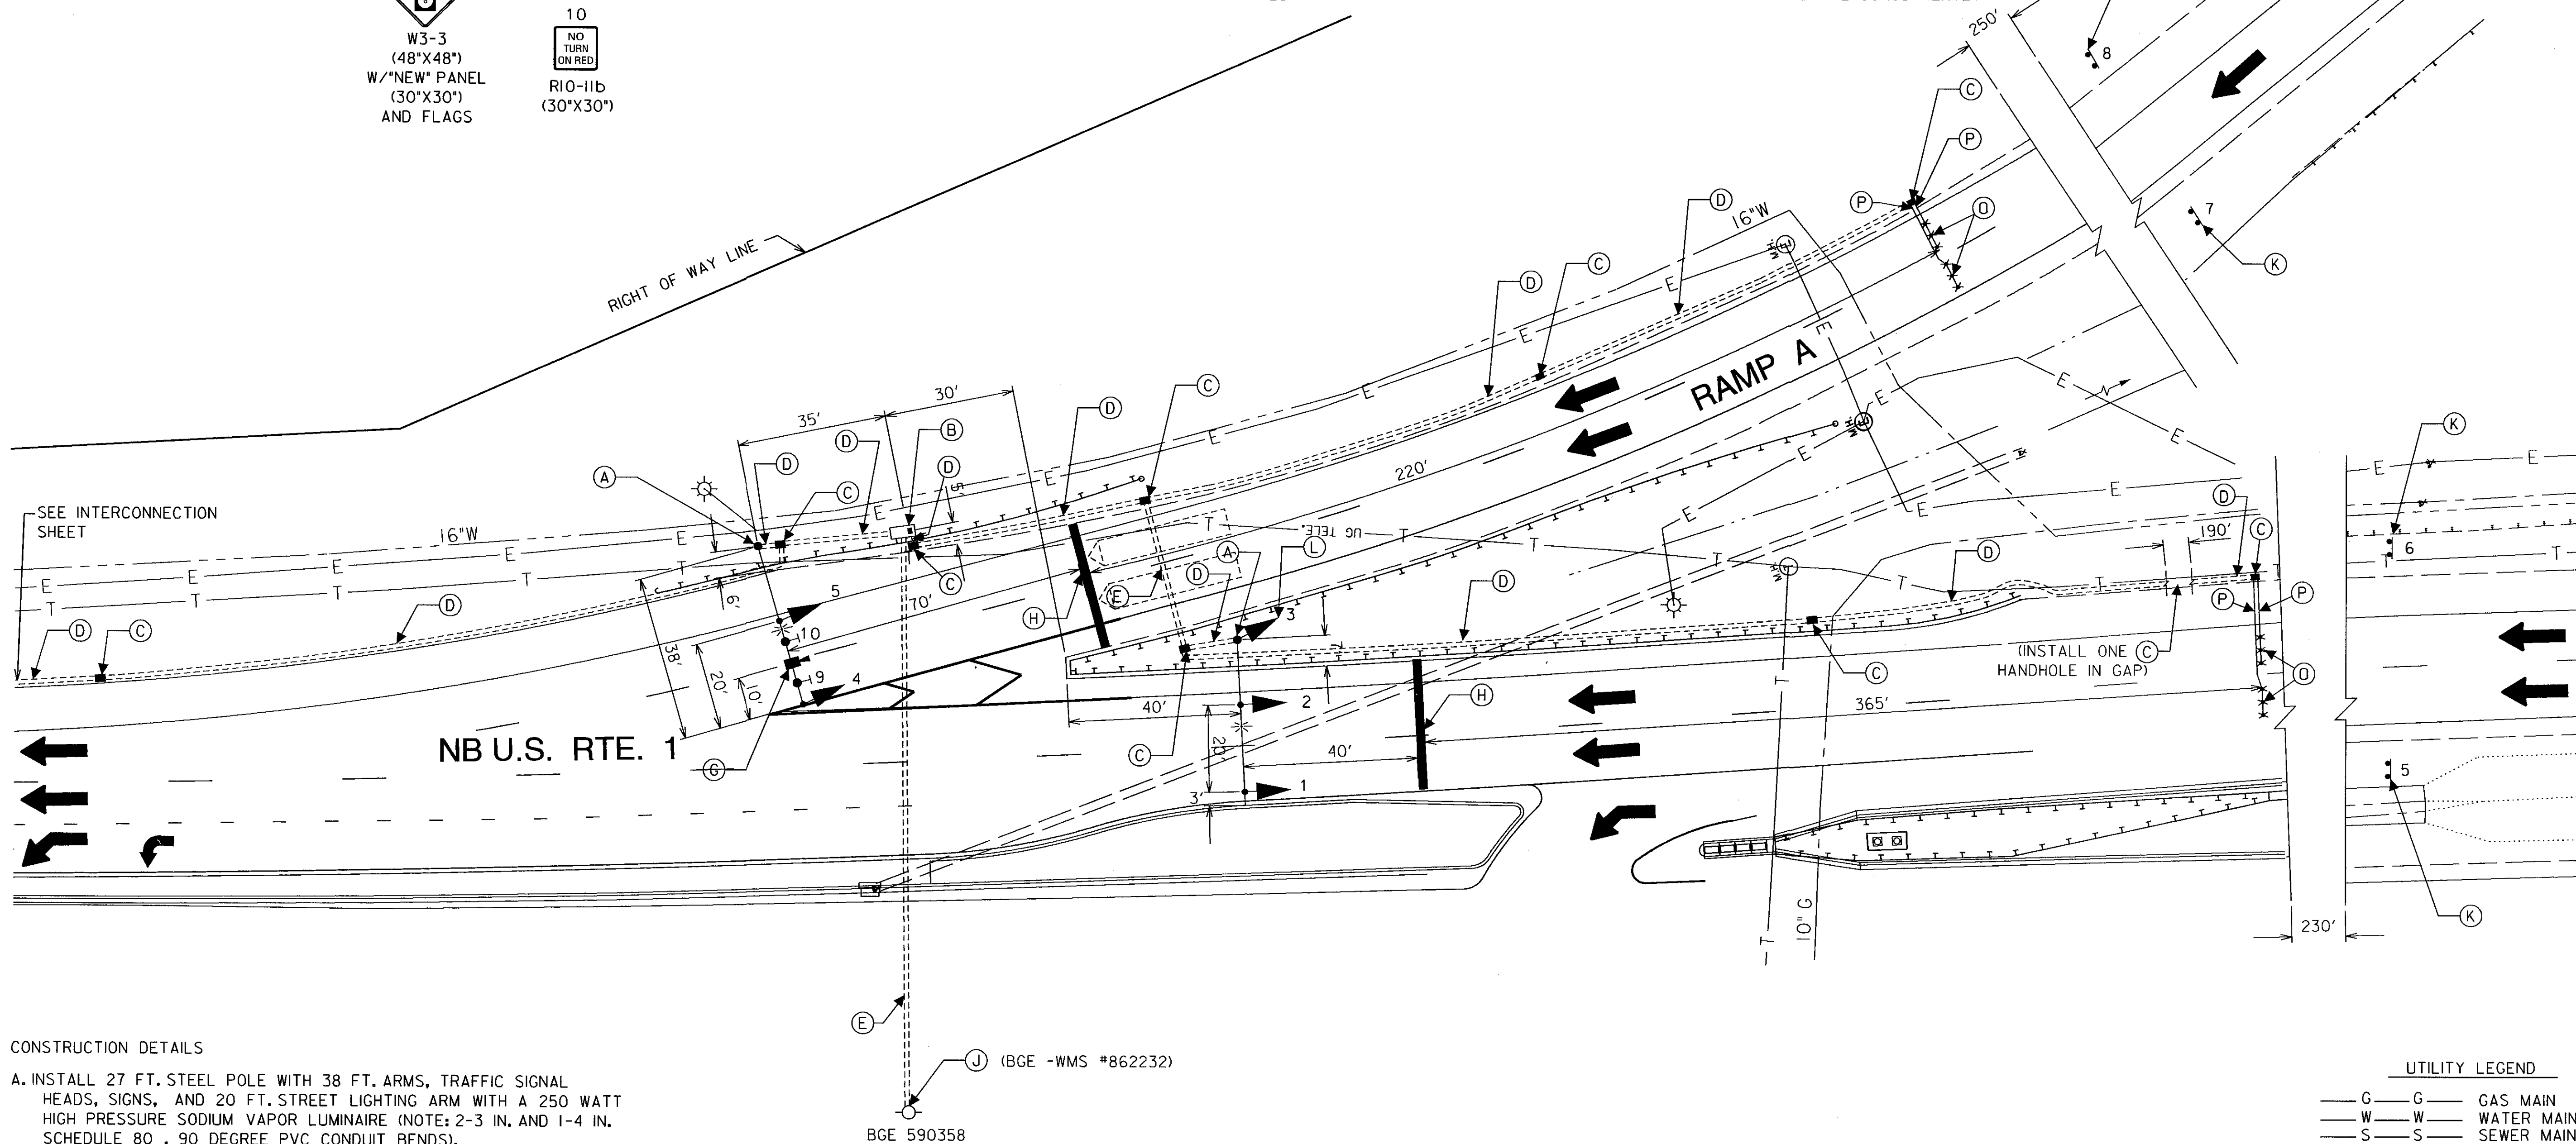 W3-3
(48"X48")
W/"NEW" PANEL
(30"X30")
AND FLAGS
10
NO
TURN
ON RED
R10-11b
(30"X30")
250'
8
C
P
D
16"W
P
O
7
K
C
D
E
E
E
RIGHT OF WAY LINE
RAMP A
E
E
E
30'
35'
C
D
B
D
D
D
5'
A
C
E
E
220'
K
E
E
SEE INTERCONNECTION
SHEET
16"W
E
E
E
E
T
T
T
T
T
UG TELE.
T
T
T
T
A
L
D
D
E
E
D
C
190'
6
T
5
6'
C
70'
H
E
3
D
P
P
D
D
C
38'
20'
10'
10
9
4
C
(INSTALL ONE C
HANDHOLE IN GAP)
O
H
40'
2
365'
NB U.S. RTE. 1
G
C
20'
40'
3'
1
5
T
10" G
T
K
230'
E
J (BGE -WMS #862232)
BGE 590358
CONSTRUCTION DETAILS
A. INSTALL 27 FT. STEEL POLE WITH 38 FT. ARMS, TRAFFIC SIGNAL
HEADS, SIGNS, AND 20 FT. STREET LIGHTING ARM WITH A 250 WATT
HIGH PRESSURE SODIUM VAPOR LUMINAIRE (NOTE: 2-3 IN. AND 1-4 IN.
SCHEDULE 80 , 90 DEGREE PVC CONDUIT BENDS).
UTILITY LEGEND
G G GAS MAIN
W W WATER MAIN
S S SEWER MAIN